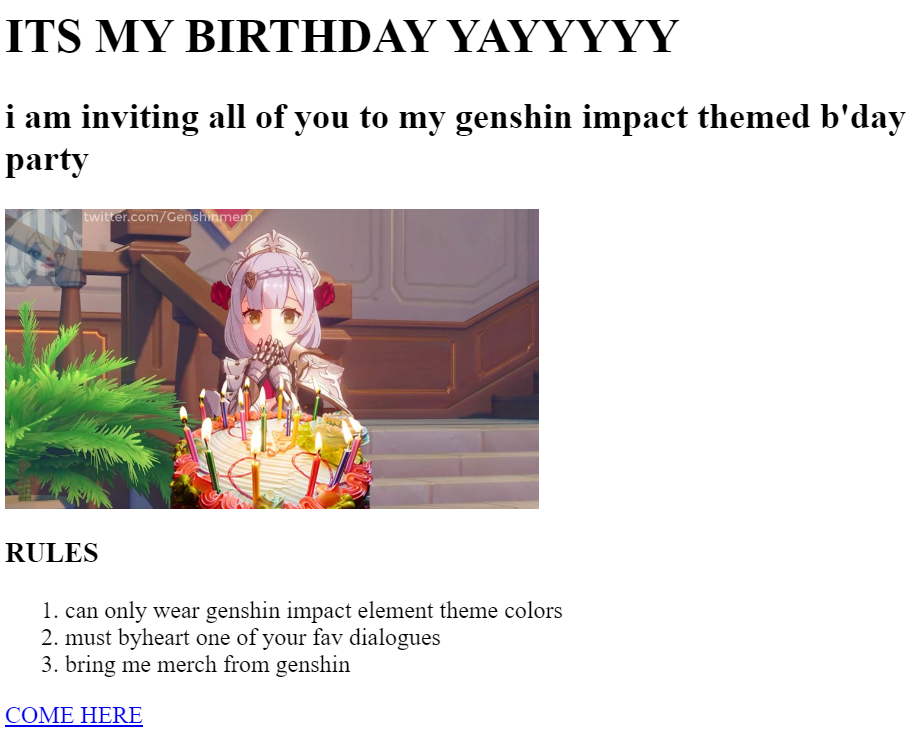 ITS MY BIRTHDAY YAYYYYY
i am inviting all of you to my genshin impact themed b'day
party
twitter.com/Genshinmem
RULES
1. can only wear genshin impact element theme colors
2. must byheart one of your fav dialogues
3. bring me merch from genshin
COME HERE